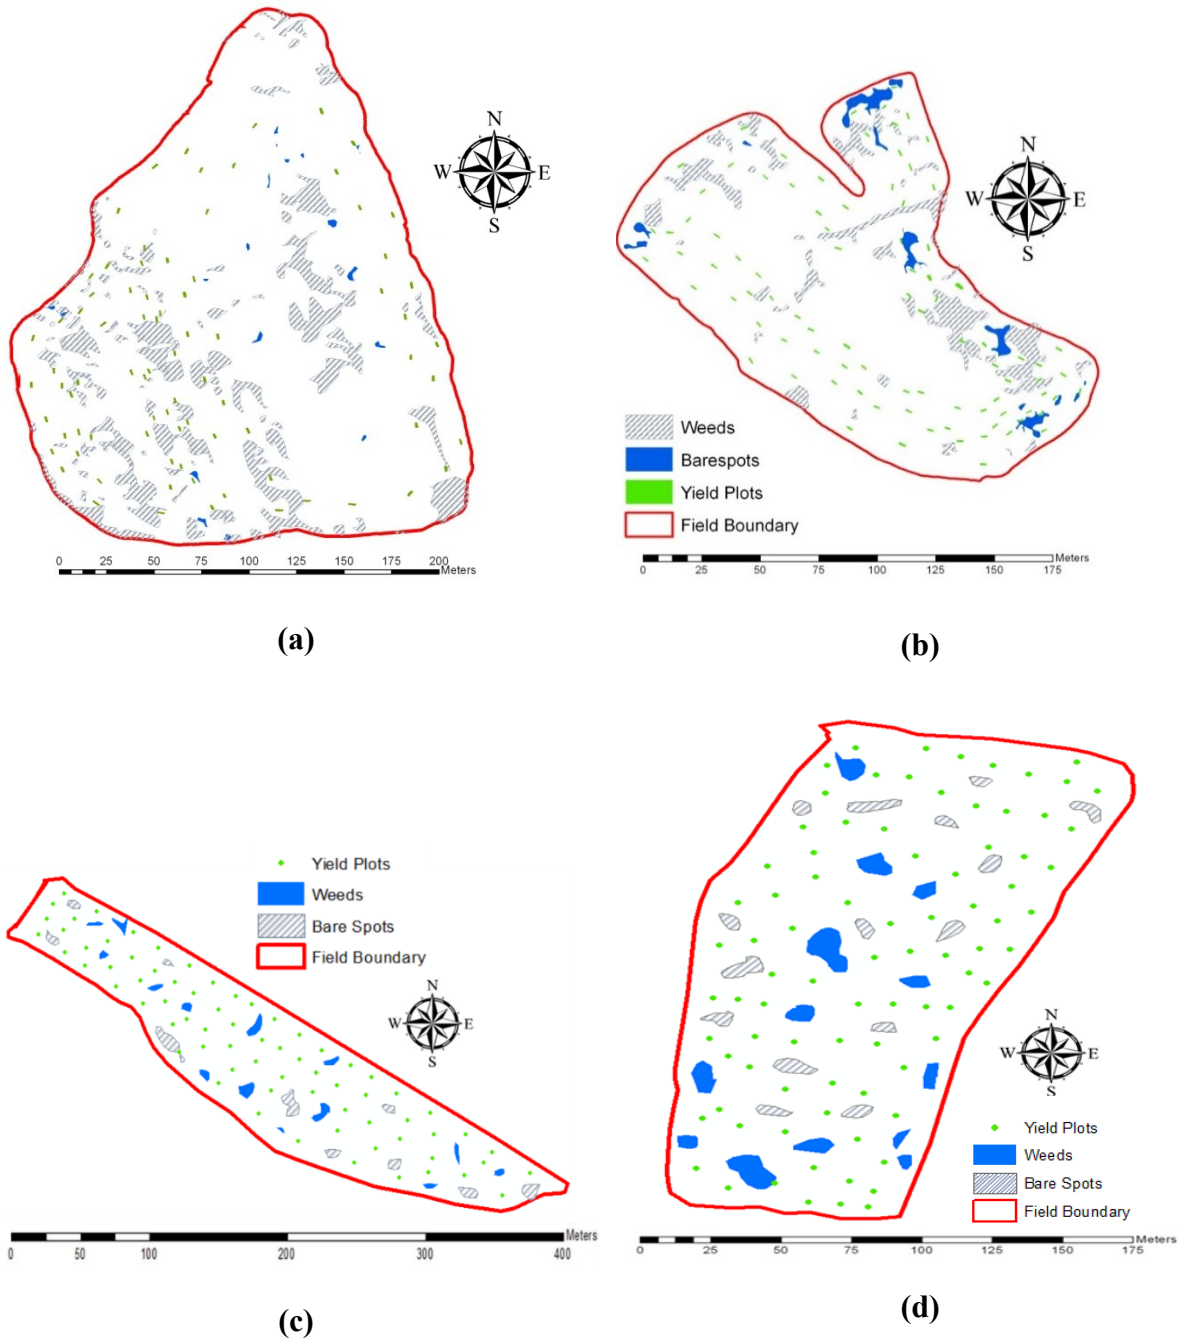 N
W E
S
0 25 50 75 100 125 150 175 200 Meters
(a)
N
W E
S
Weeds
Barespots
Yield Plots
Field Boundary
0 25 50 75 100 125 150 175 Meters
(b)
Yield Plots
Weeds
Bare Spots
Field Boundary
N
W E
S
Meters
0 50 100 200 300 400
(c)
N
W E
S
Yield Plots
Weeds
Bare Spots
Field Boundary
Meters
0 25 50 75 100 125 150 175
(d)